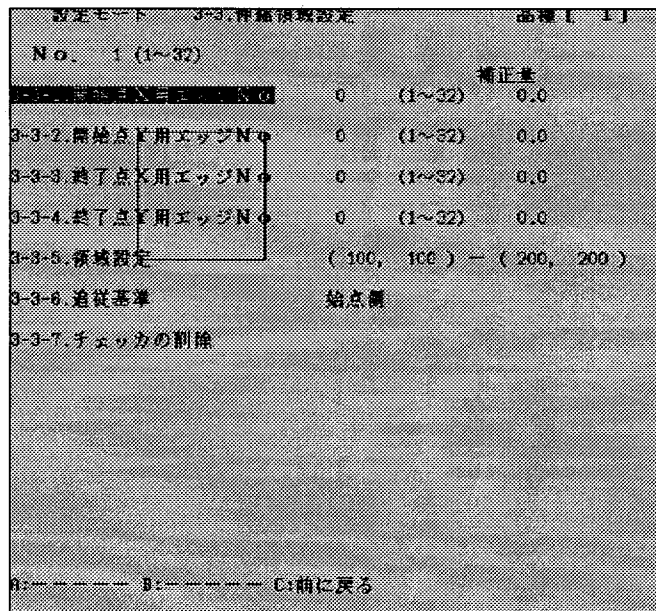 設定モード 3-3.伸縮領域設定 品種[ 1]
No. 1 (1~32)
補正量
0 (1~32) 0.0
3-3-2.開始点Y用エッジNo 0 (1~32) 0.0
3-3-3.終了点X用エッジNo 0 (1~32) 0.0
3-3-4.終了点Y用エッジNo 0 (1~32) 0.0
3-3-5.領域設定 ( 100, 100 ) - ( 200, 200 )
3-3-6.追従基準 始点側
3-3-7.チェッカの削除
A:------ B:------ C:前に戻る